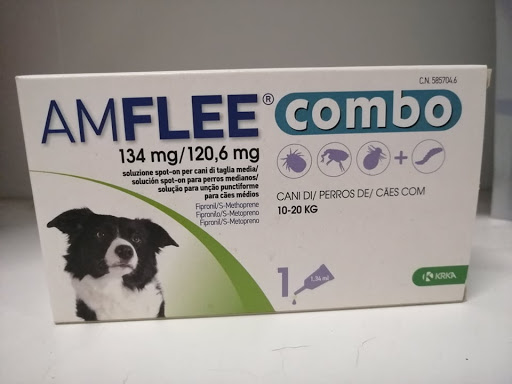 C.N. 585704.6
AMFLEE® combo
134 mg/120,6 mg
soluzione spot-on per cani di taglia media/
solución spot-on para perros medianos/
solução para unção punctiforme
para cães médios
Fipronil/S-Methoprene
Fipronilo/S-Metopreno
Fipronil/S-Metopreno
+
CANI DI/ PERROS DE/ CÃES COM
10-20 KG
1
1,34 ml
KRKA